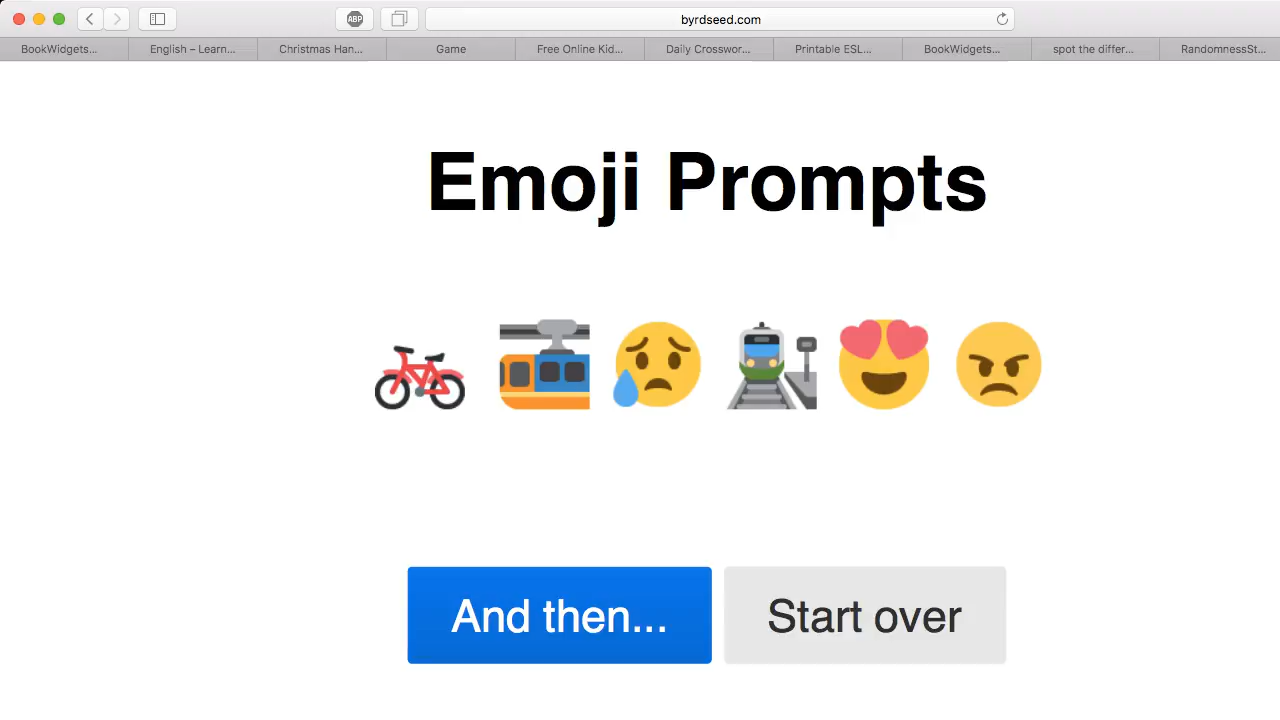 ABP
byrdseed.com
BookWidgets...
English – Learn...
Christmas Han...
Game
Free Online Kid...
Daily Crosswor...
Printable ESL...
BookWidgets...
spot the differ...
RandomnessSt...
Emoji Prompts
And then...
Start over